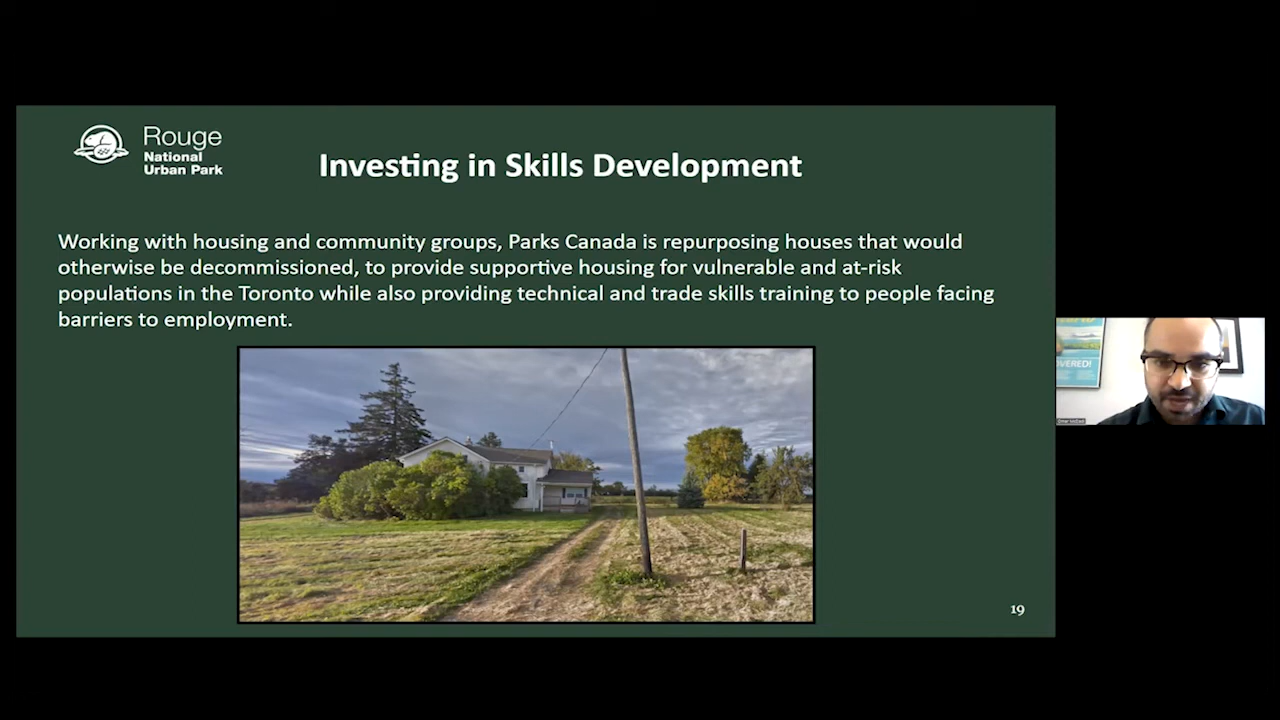 Rouge
National
Urban Park
Investing in Skills Development
Working with housing and community groups, Parks Canada is repurposing houses that would
otherwise be decommissioned, to provide supportive housing for vulnerable and at-risk
populations in the Toronto while also providing technical and trade skills training to people facing
barriers to employment.
19